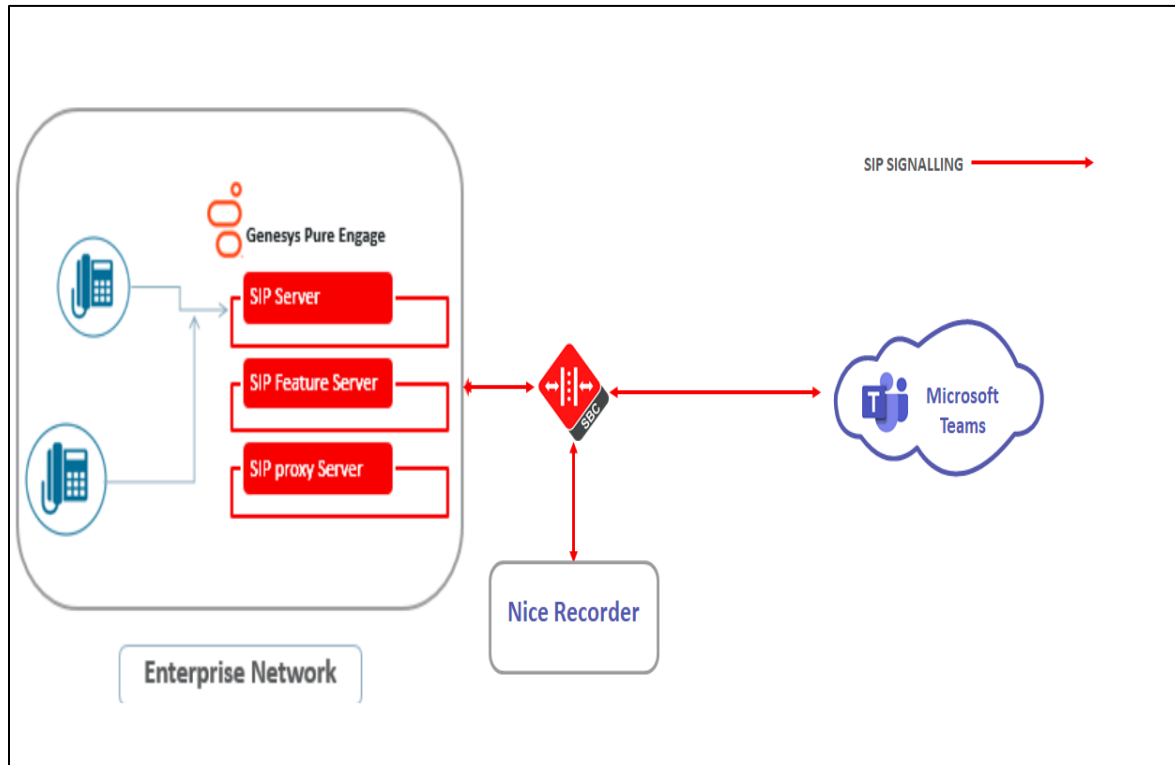 SIP SIGNALLING
Genesys Pure Engage
SIP Server
SIP Feature Server
SIP proxy Server
SBC
T
Microsoft
Teams
Nice Recorder
Enterprise Network